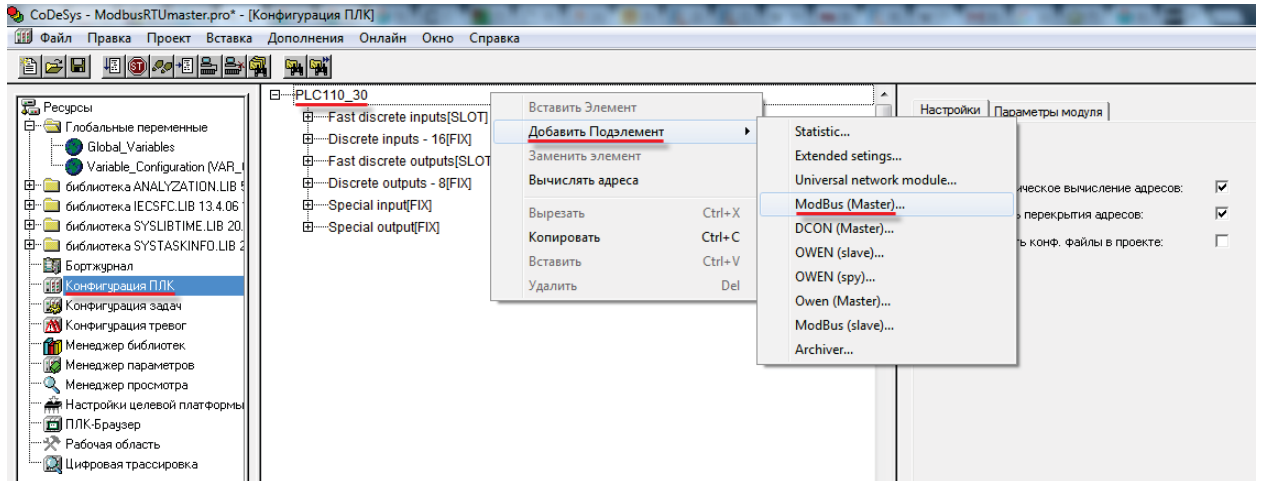 CoDeSys - ModbusRTUmaster.pro* - [Конфигурация ПЛК]
Файл Правка Проект Вставка Дополнения Онлайн Окно Справка
Ресурсы
Глобальные переменные
Global_Variables
Variable_Configuration (VAR_
библиотека ANALYZATION.LIB 5
библиотека IECSFC.LIB 13.4.06
библиотека SYSLIBTIME.LIB 20.
библиотека SYSTASKINFO.LIB 2
Бортжурнал
Конфигурация ПЛК
Конфигурация задач
Конфигурация тревог
Менеджер библиотек
Менеджер параметров
Менеджер просмотра
Настройки целевой платформы
ПЛК-Браузер
Рабочая область
Цифровая трассировка
PLC110_30
Fast discrete inputs[SLOT]
Discrete inputs - 16[FIX]
Fast discrete outputs[SLOT
Discrete outputs - 8[FIX]
Special input[FIX]
Special output[FIX]
Вставить Элемент
Добавить Подэлемент
Заменить элемент
Вычислять адреса
Вырезать Ctrl+X
Копировать Ctrl+C
Вставить Ctrl+V
Удалить Del
Statistic...
Extended setings...
Universal network module...
ModBus (Master)...
DCON (Master)...
OWEN (slave)...
OWEN (spy)...
Owen (Master)...
ModBus (slave)...
Archiver...
Настройки Параметры модуля
ическое вычисление адресов:
перекрытия адресов:
ь конф. файлы в проекте: